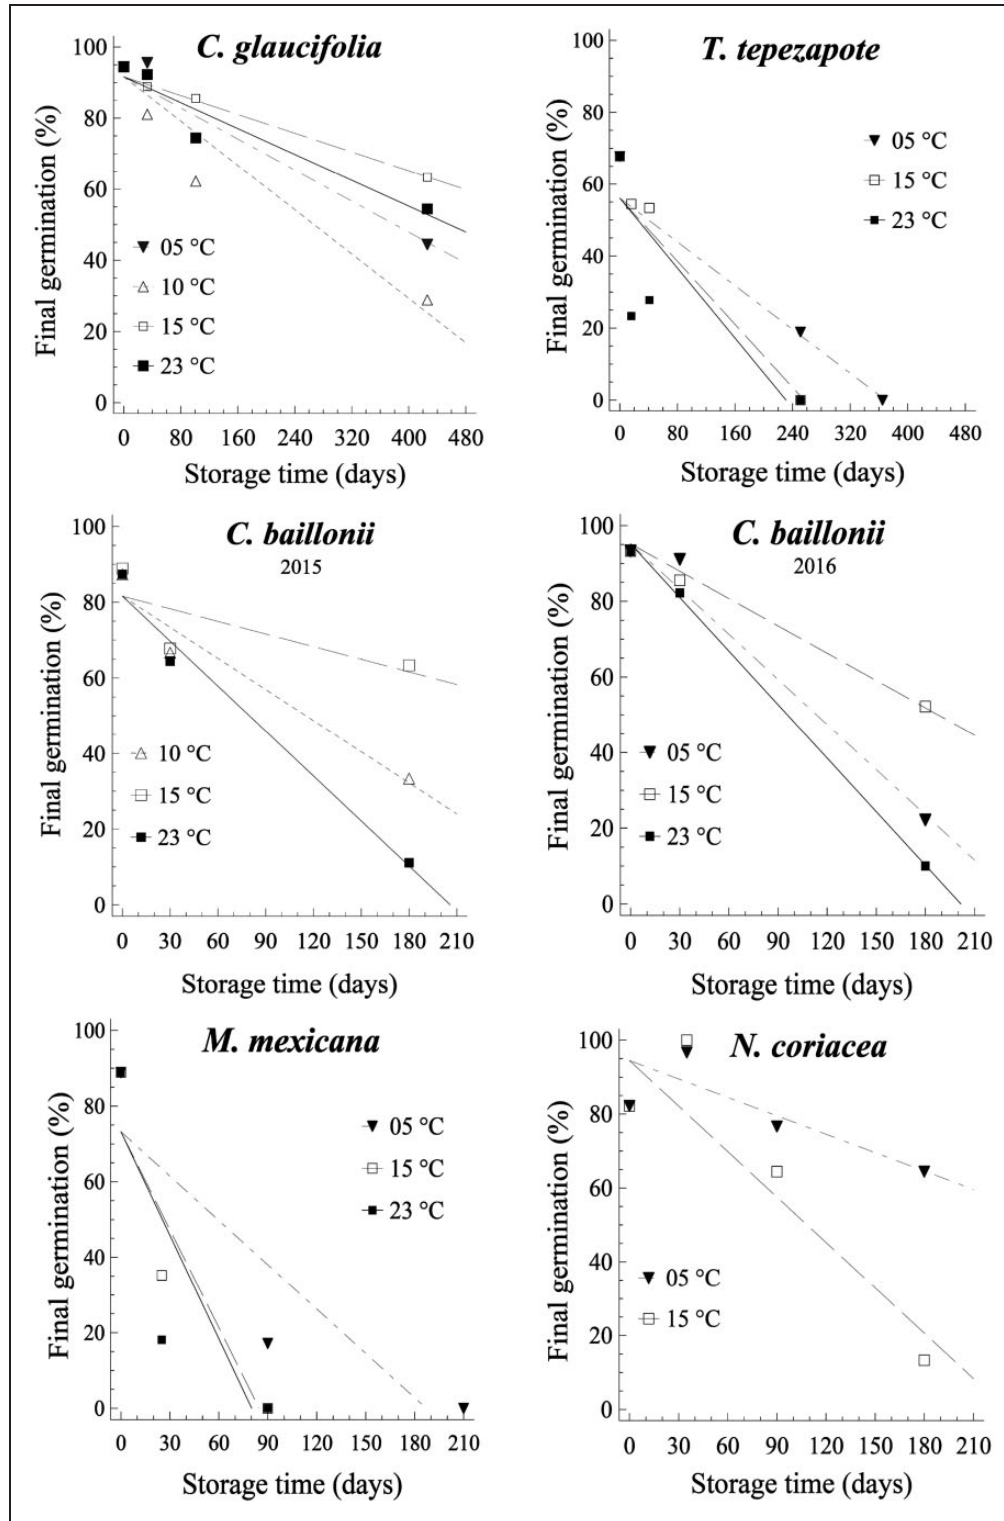 C. glaucifolia
Final germination (%)
100
80
60
40
20
0
05 °C
10 °C
15 °C
23 °C
0 80 160 240 320 400 480
Storage time (days)
T. tepezapote
Final germination (%)
100
80
60
40
20
0
05 °C
15 °C
23 °C
0 80 160 240 320 400 480
Storage time (days)
C. baillonii
2015
Final germination (%)
100
80
60
40
20
0
10 °C
15 °C
23 °C
0 30 60 90 120 150 180 210
Storage time (days)
C. baillonii
2016
Final germination (%)
100
80
60
40
20
0
05 °C
15 °C
23 °C
0 30 60 90 120 150 180 210
Storage time (days)
M. mexicana
Final germination (%)
100
80
60
40
20
0
05 °C
15 °C
23 °C
0 30 60 90 120 150 180 210
Storage time (days)
N. coriacea
Final germination (%)
100
80
60
40
20
0
05 °C
15 °C
0 30 60 90 120 150 180 210
Storage time (days)